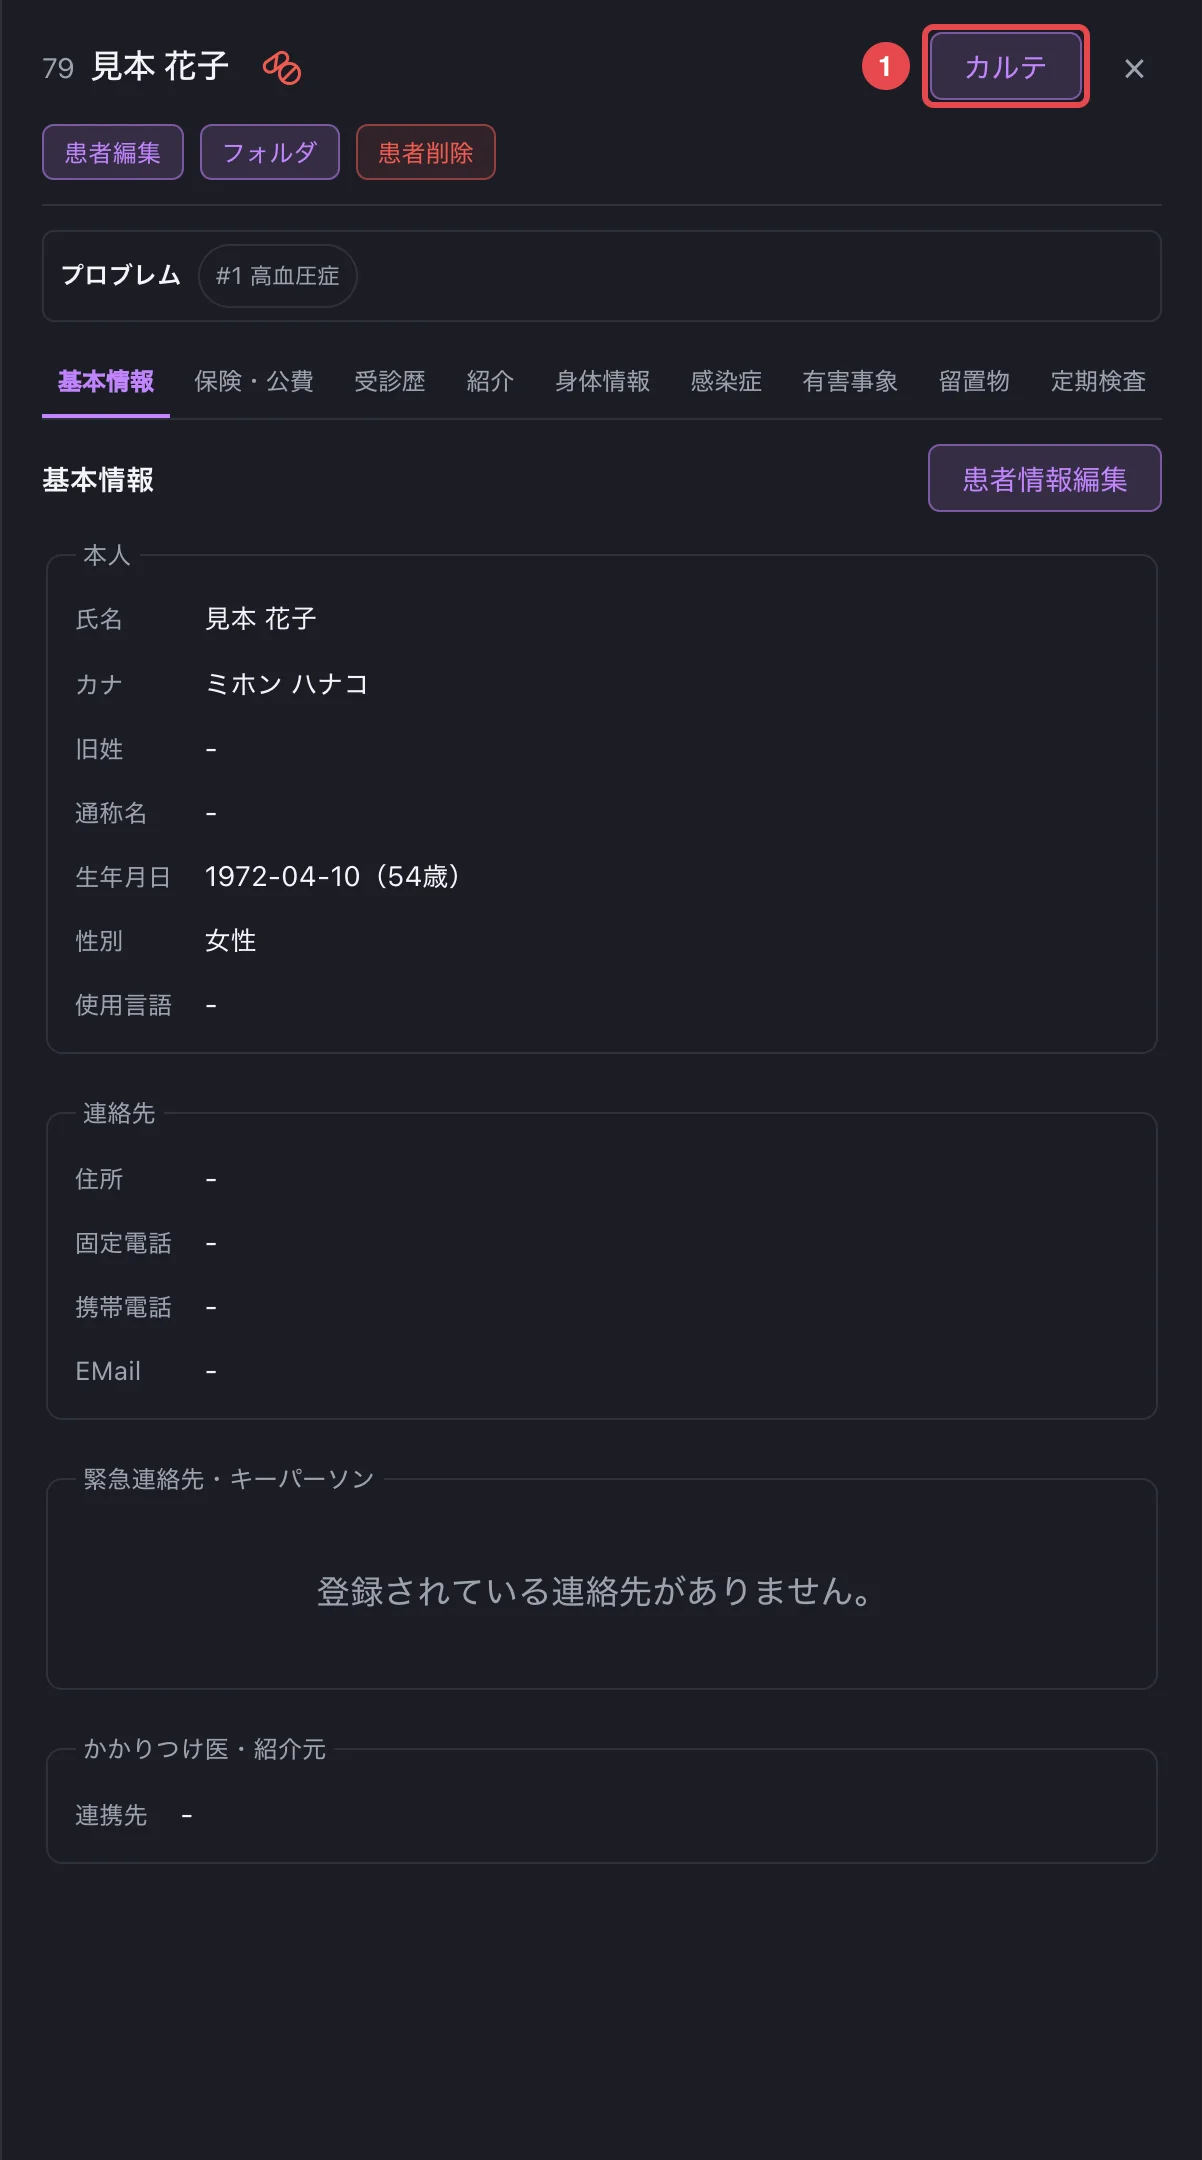 79 見本 花子
1 カルテ ×
患者編集 フォルダ 患者削除
プロブレム #1 高血圧症
基本情報 保険・公費 受診歴 紹介 身体情報 感染症 有害事象 留置物 定期検査
基本情報 患者情報編集
本人
氏名 見本 花子
カナ ミホン ハナコ
旧姓 -
通称名 -
生年月日 1972-04-10（54歳）
性別 女性
使用言語 -
連絡先
住所 -
固定電話 -
携帯電話 -
EMail -
緊急連絡先・キーパーソン
登録されている連絡先がありません。
かかりつけ医・紹介元
連携先 -